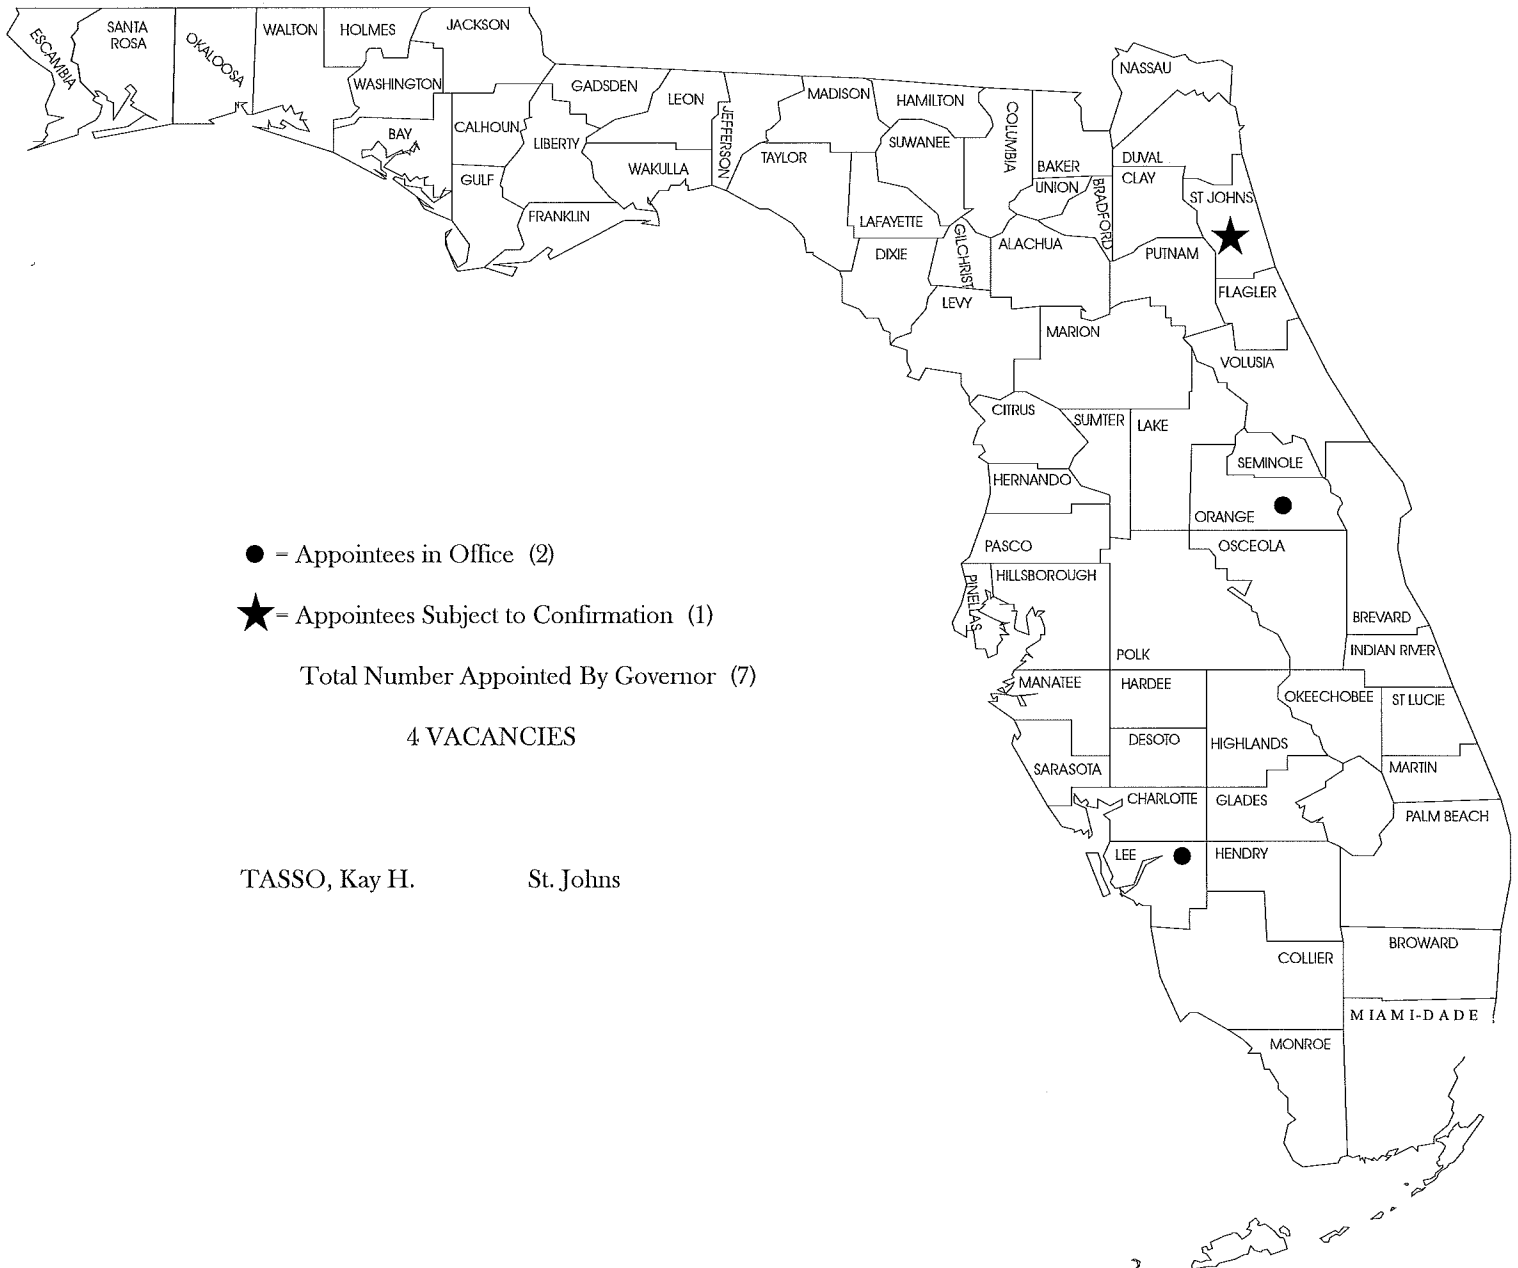 ESCAMBIA
SANTA
ROSA
OKALOOSA
WALTON
HOLMES
JACKSON
WASHINGTON
BAY
CALHOUN
GULF
GADSDEN
LIBERTY
FRANKLIN
LEON
WAKULLA
JEFFERSON
MADISON
TAYLOR
HAMILTON
SUWANEE
LAFAYETTE
DIXIE
COLUMBIA
GILCHRIST
BAKER
UNION
BRADFORD
ALACHUA
LEVY
NASSAU
DUVAL
CLAY
ST JOHNS
PUTNAM
FLAGLER
MARION
VOLUSIA
CITRUS
SUMTER
LAKE
SEMINOLE
HERNANDO
ORANGE
PASCO
OSCEOLA
PINELLAS
HILLSBOROUGH
POLK
BREVARD
INDIAN RIVER
MANATEE
HARDEE
OKEECHOBEE
ST LUCIE
DESOTO
HIGHLANDS
SARASOTA
MARTIN
CHARLOTTE
GLADES
PALM BEACH
LEE
HENDRY
BROWARD
COLLIER
MIAMI-DADE
MONROE
= Appointees in Office (2)
= Appointees Subject to Confirmation (1)
Total Number Appointed By Governor (7)
4 VACANCIES
TASSO, Kay H. St. Johns